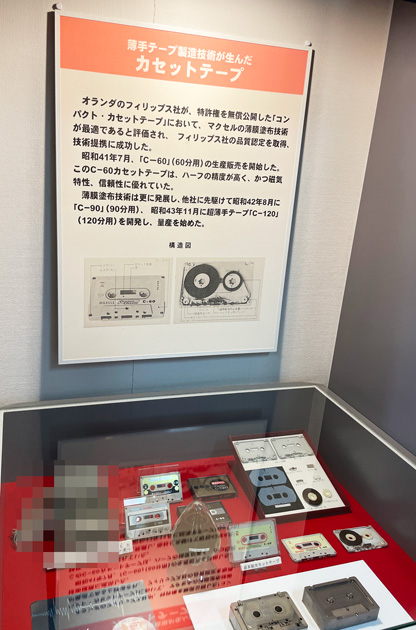 薄手テープ製造技術が生んだ
カセットテープ
オランダのフィリップス社が、特許権を無償公開した「コン
パクト・カセットテープ」において、マクセルの薄膜塗布技術
が最適であると評価され、フィリップス社の品質認定を取得、
技術提携に成功した。
昭和41年7月、「C-60」(60分用)の生産販売を開始した。
このC-60カセットテープは、ハーフの精度が高く、かつ磁気
特性、信頼性に優れていた。
薄膜塗布技術は更に発展し、他社に先駆けて昭和42年8月に
「C-90」(90分用)、昭和43年11月に超薄手テープ「C-120」
(120分用)を開発し、量産を始めた。
構造図
C-60